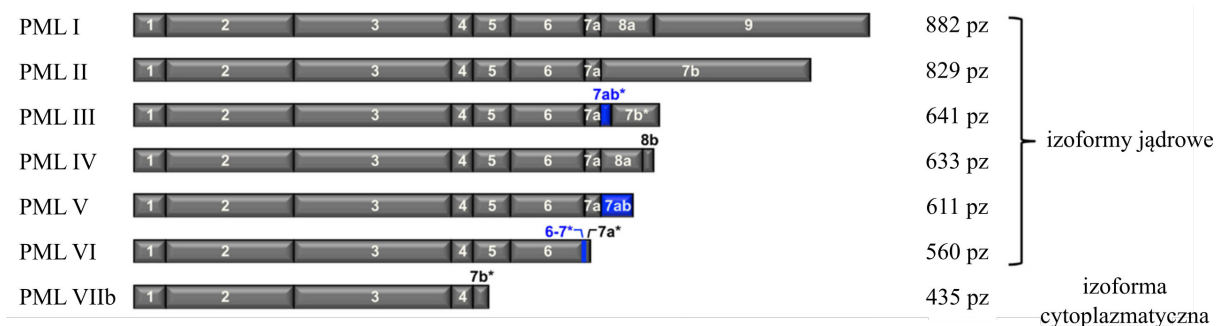 PML I 1 2 3 4 5 6 7a 8a 9 882 pz
PML II 1 2 3 4 5 6 7a 7b 829 pz
7ab*
PML III 1 2 3 4 5 6 7a 7b* 641 pz
izoformy jądrowe
8b
PML IV 1 2 3 4 5 6 7a 8a 633 pz
PML V 1 2 3 4 5 6 7a 7ab 611 pz
6-7* 7a*
PML VI 1 2 3 4 5 6 560 pz
7b*
PML VIIb 1 2 3 4 435 pz
izoforma
cytoplazmatyczna